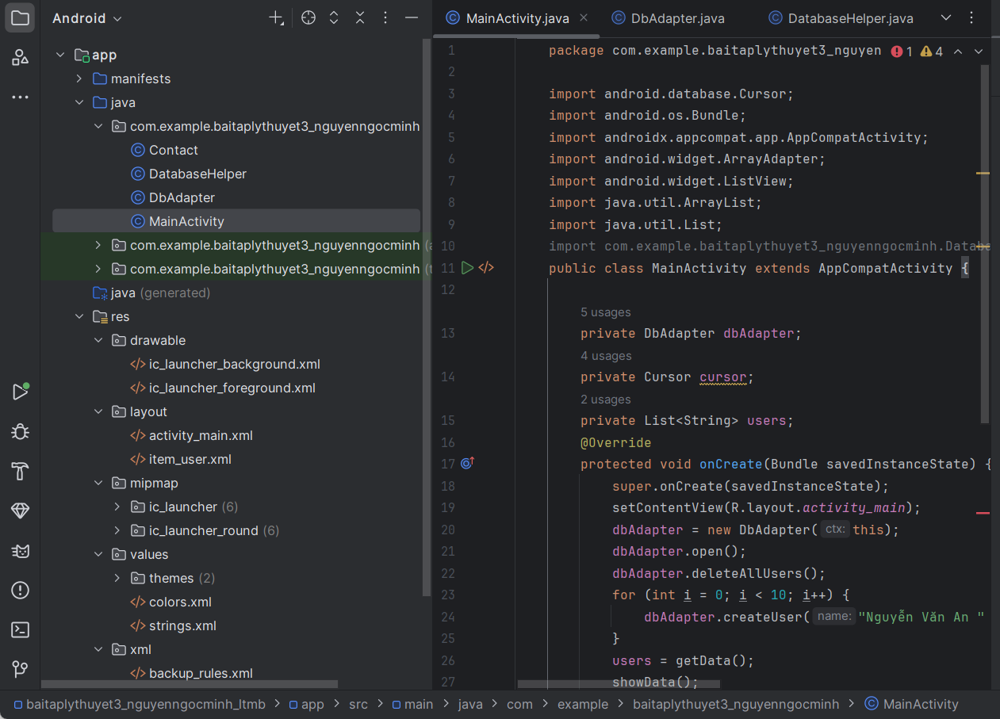 Android
app
manifests
java
com.example.baitaplythuyet3_nguyenngocminh
Contact
DatabaseHelper
DbAdapter
MainActivity
com.example.baitaplythuyet3_nguyenngocminh (a
com.example.baitaplythuyet3_nguyenngocminh (t
java (generated)
res
drawable
ic_launcher_background.xml
ic_launcher_foreground.xml
layout
activity_main.xml
item_user.xml
mipmap
ic_launcher (6)
ic_launcher_round (6)
values
themes (2)
colors.xml
strings.xml
xml
backup_rules.xml
MainActivity.java
DbAdapter.java
DatabaseHelper.java
1 package com.example.baitaplythuyet3_nguyen 1 4
2
3 import android.database.Cursor;
4 import android.os.Bundle;
5 import androidx.appcompat.app.AppCompatActivity;
6 import android.widget.ArrayAdapter;
7 import android.widget.ListView;
8 import java.util.ArrayList;
9 import java.util.List;
10 import com.example.baitaplythuyet3_nguyenngocminh.Databe
11 public class MainActivity extends AppCompatActivity {
12
5 usages
13 private DbAdapter dbAdapter;
4 usages
14 private Cursor cursor;
2 usages
15 private List<String> users;
16 @Override
17 protected void onCreate(Bundle savedInstanceState) {
18 super.onCreate(savedInstanceState);
19 setContentView(R.layout.activity_main);
20 dbAdapter = new DbAdapter( ctx: this);
21 dbAdapter.open();
22 dbAdapter.deleteAllUsers();
23 for (int i = 0; i < 10; i++) {
24 dbAdapter.createUser( name: "Nguyễn Văn An "
25 }
26 users = getData();
27 showData();
baitaplythuyet3_nguyenngocminh_ltmb > app > src > main > java > com > example > baitaplythuyet3_nguyenngocminh > MainActivity